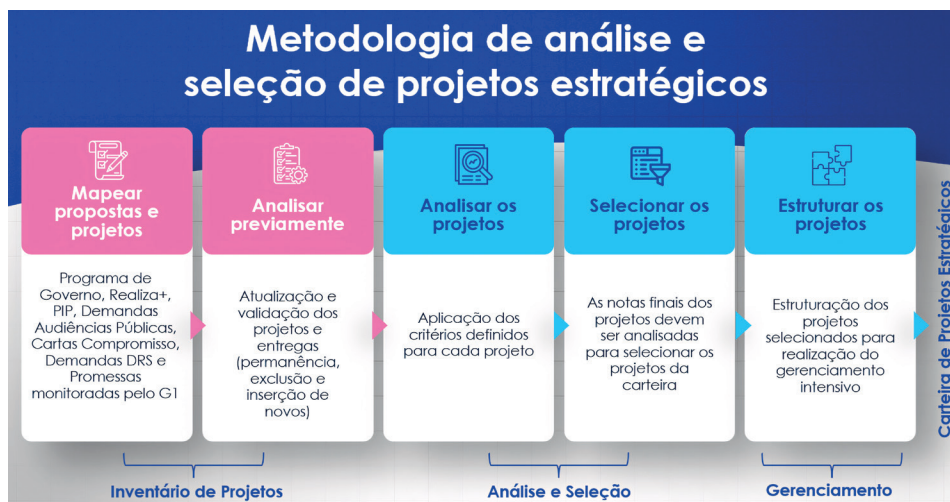 Metodologia de análise e
seleção de projetos estratégicos
Mapear
propostas e
projetos
Programa de
Governo, Realiza+,
PIP, Demandas
Audiências Públicas,
Cartas Compromisso,
Demandas DRS e
Promessas
monitoradas pelo G1
Analisar
previamente
Atualização e
validação dos
projetos e
entregas
(permanência,
exclusão e
inserção de
novos)
Analisar os
projetos
Aplicação dos
critérios definidos
para cada projeto
Selecionar os
projetos
As notas finais dos
projetos devem
ser analisadas
para selecionar os
projetos da
carteira
Estruturar os
projetos
Estruturação dos
projetos
selecionados para
realização do
gerenciamento
intensivo
Carteira de Projetos Estratégicos
Inventário de Projetos
Análise e Seleção
Gerenciamento